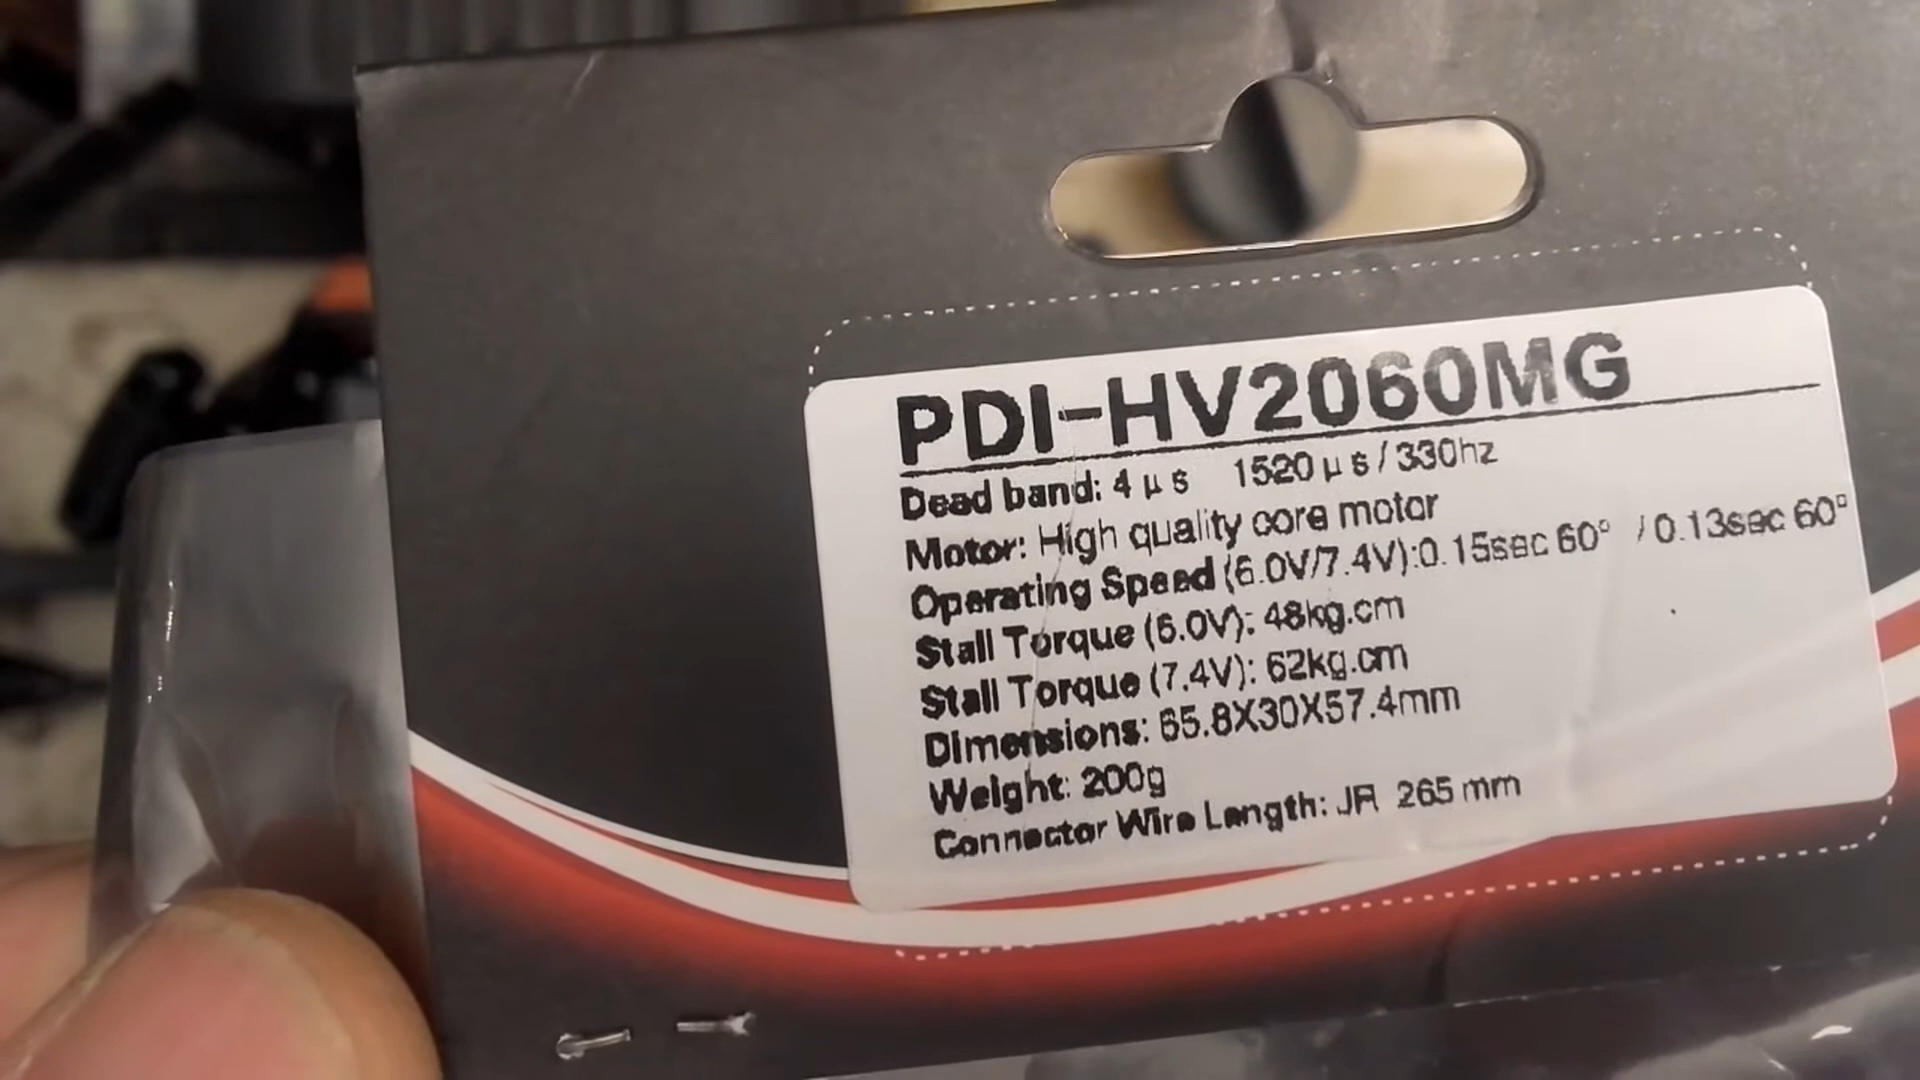 PDI-HV2060MG
Dead band: 4μs 1520μs/330hz
Motor: High quality core motor
Operating Speed (6.0V/7.4V):0.15sec 60° /0.13sec 60°
Stall Torque (6.0V): 48kg.cm
Stall Torque (7.4V): 62kg.cm
Dimensions: 65.8X30X57.4mm
Weight: 200g
Connector Wire Length: JR 265 mm